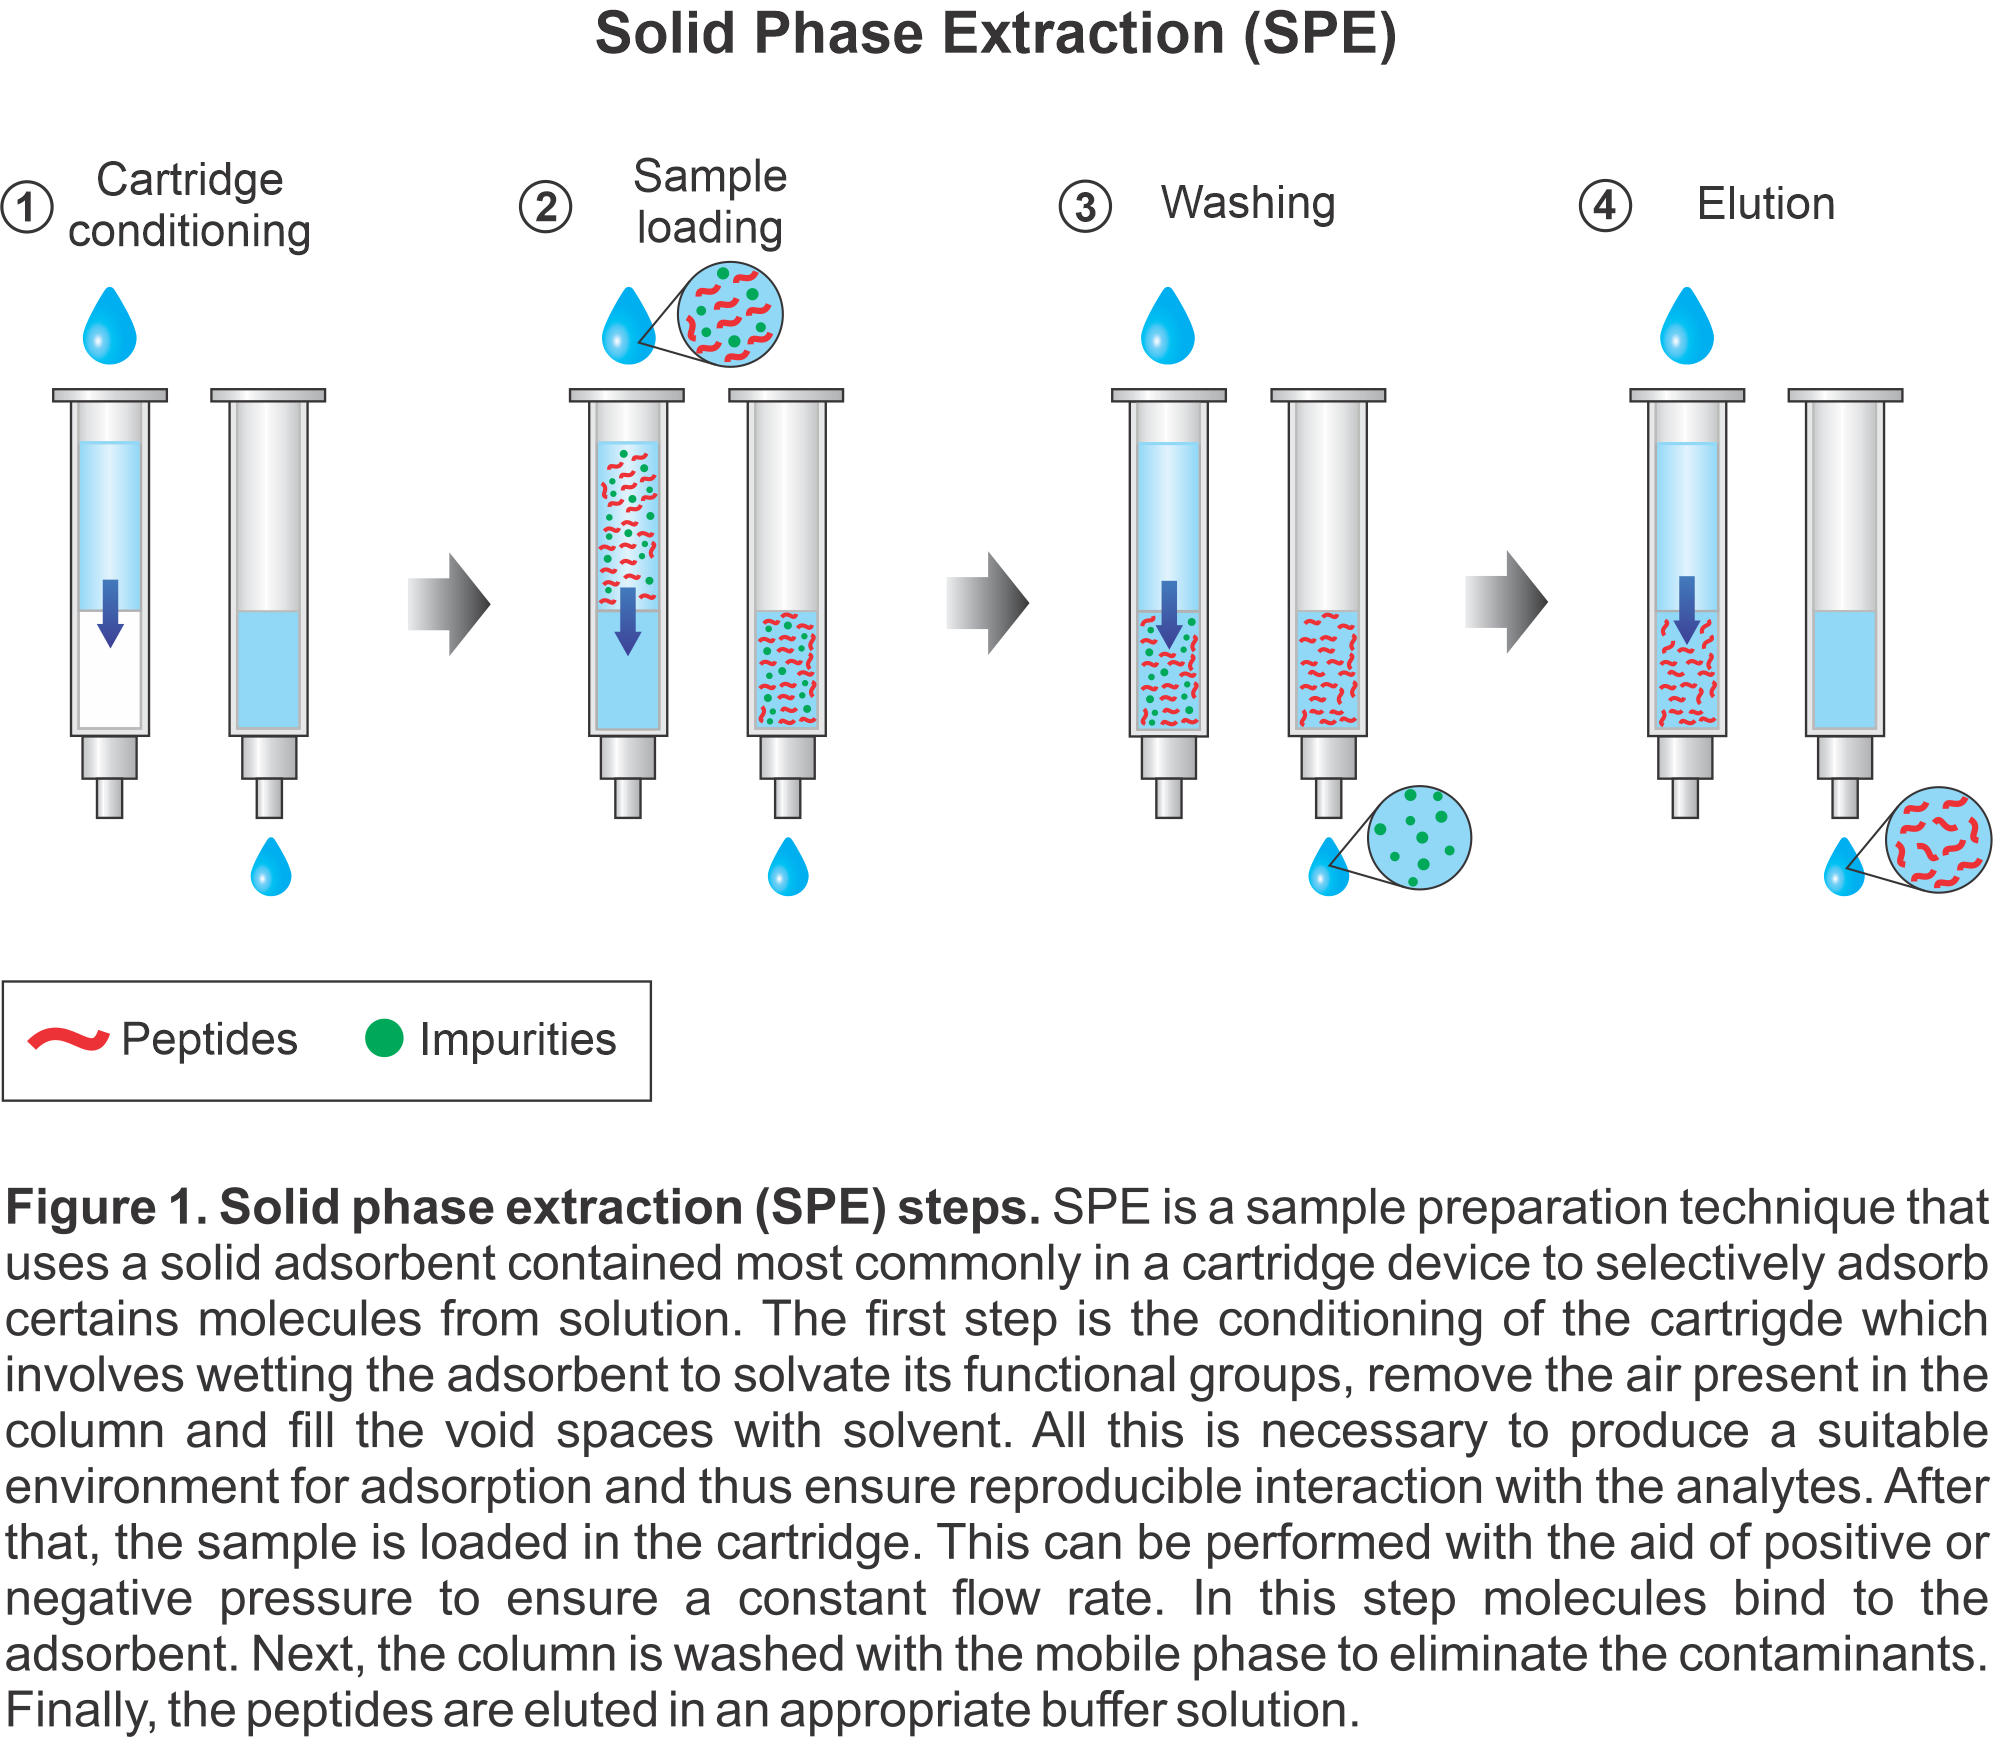 Solid Phase Extraction (SPE)
1
Cartridge
conditioning
2
Sample
loading
3
Washing
4
Elution
Peptides
Impurities
Figure 1. Solid phase extraction (SPE) steps. SPE is a sample preparation technique that
uses a solid adsorbent contained most commonly in a cartridge device to selectively adsorb
certains molecules from solution. The first step is the conditioning of the cartrigde which
involves wetting the adsorbent to solvate its functional groups, remove the air present in the
column and fill the void spaces with solvent. All this is necessary to produce a suitable
environment for adsorption and thus ensure reproducible interaction with the analytes. After
that, the sample is loaded in the cartridge. This can be performed with the aid of positive or
negative pressure to ensure a constant flow rate. In this step molecules bind to the
adsorbent. Next, the column is washed with the mobile phase to eliminate the contaminants.
Finally, the peptides are eluted in an appropriate buffer solution.